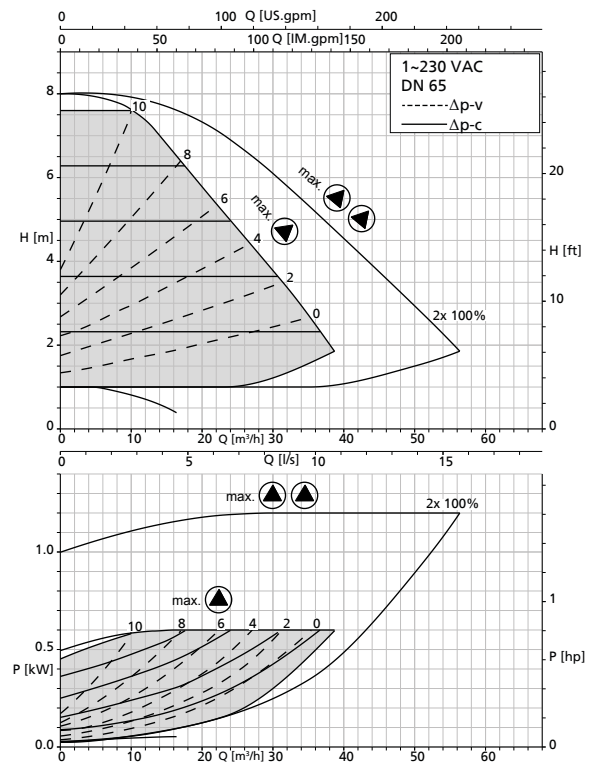 100 Q [US.gpm] 200
0 50 100 Q [IM.gpm]150 200
1~230 VAC
DN 65
Δp-v
Δp-c
8
6
H [m]
4
2
0
20
H [ft]
10
0
10
8
6
4
2
0
max.
max.
2x 100%
0 10 20 Q [m³/h] 30 40 50 60
0 5 Q [l/s] 10 15
max.
2x 100%
max.
10 8 6 4 2 0
1.0
0.5
P [kW]
0.0
1
P [hp]
0
0 10 20 Q [m³/h] 30 40 50 60